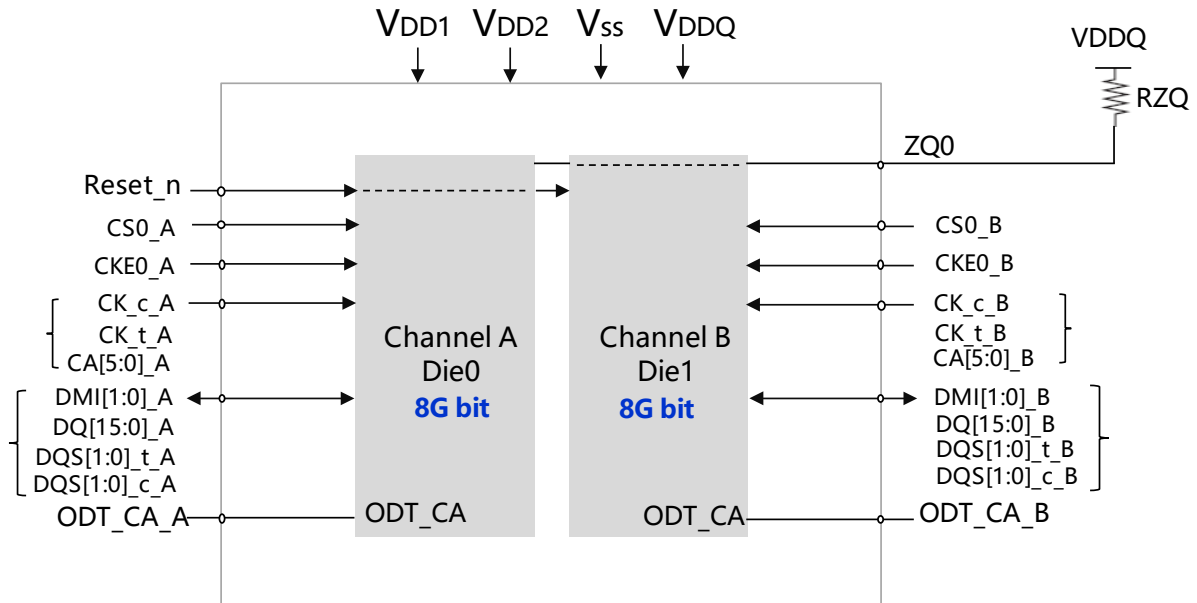 VDD1 VDD2 Vss VDDQ
VDDQ
RZQ
ZQ0
Reset_n
CS0_A
CKE0_A
CK_c_A
CK_t_A
CA[5:0]_A
DMI[1:0]_A
DQ[15:0]_A
DQS[1:0]_t_A
DQS[1:0]_c_A
ODT_CA_A
Channel A
Die0
8G bit
ODT_CA
Channel B
Die1
8G bit
ODT_CA
CS0_B
CKE0_B
CK_c_B
CK_t_B
CA[5:0]_B
DMI[1:0]_B
DQ[15:0]_B
DQS[1:0]_t_B
DQS[1:0]_c_B
ODT_CA_B